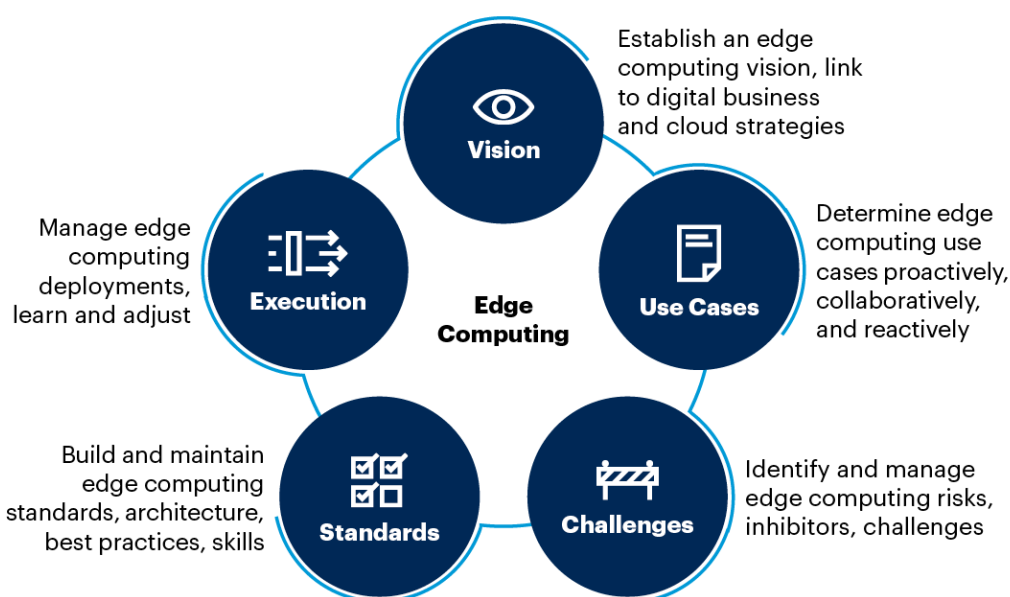 Vision
Establish an edge
computing vision, link
to digital business
and cloud strategies
Use Cases
Determine edge
computing use
cases proactively,
collaboratively,
and reactively
Challenges
Identify and manage
edge computing risks,
inhibitors, challenges
Standards
Build and maintain
edge computing
standards, architecture,
best practices, skills
Execution
Manage edge
computing
deployments,
learn and adjust
Edge
Computing